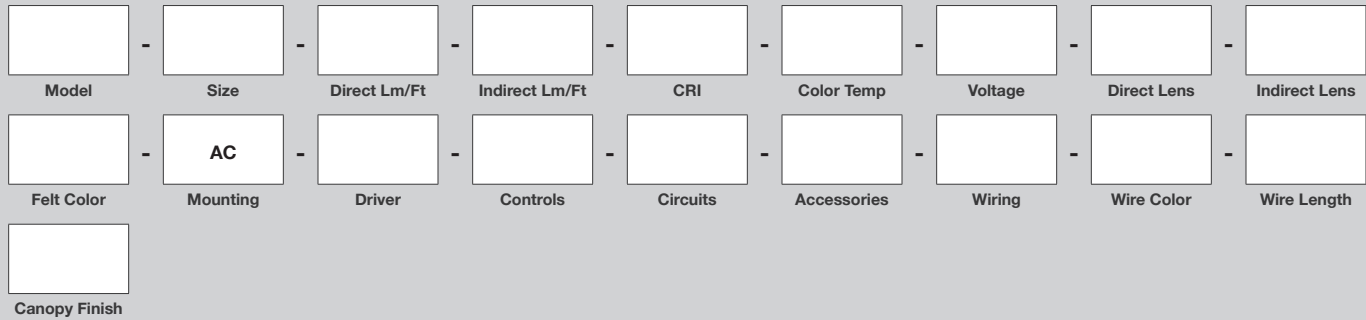 - - - - - - - -
Model Size Direct Lm/Ft Indirect Lm/Ft CRI Color Temp Voltage Direct Lens Indirect Lens
- AC - - - - - - -
Felt Color Mounting Driver Controls Circuits Accessories Wiring Wire Color Wire Length
Canopy Finish